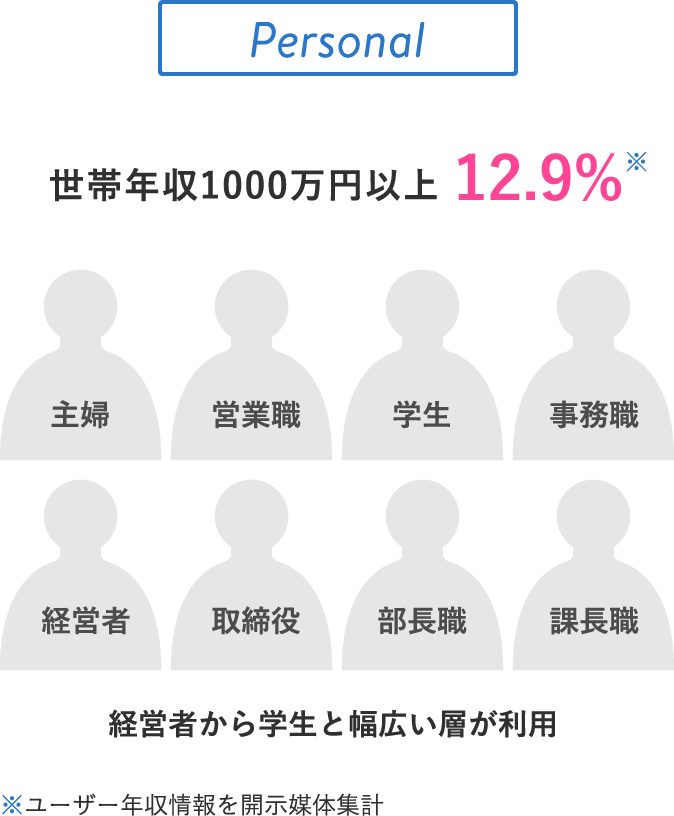 Personal
世帯年収1000万円以上 12.9%※
主婦 営業職 学生 事務職
経営者 取締役 部長職 課長職
経営者から学生と幅広い層が利用
※ユーザー年収情報を開示媒体集計